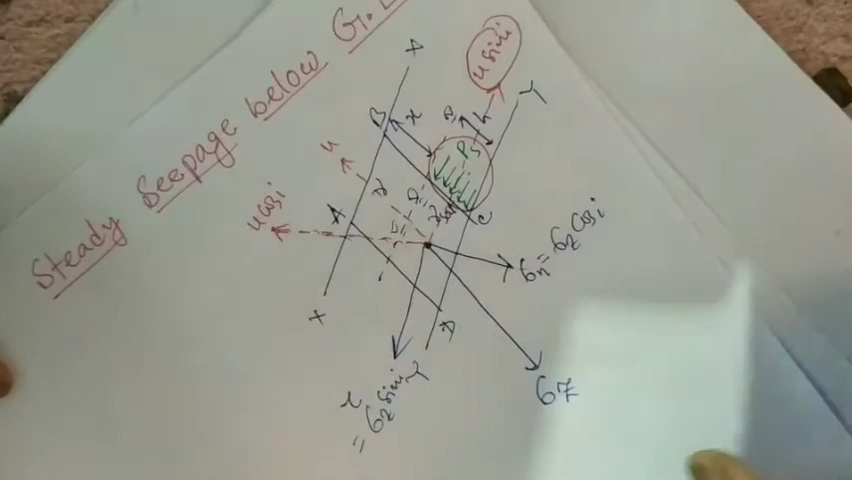 Steady Seepage below G.L
X
B
x
u sini
h
Y
u
A
u cosi
C
σn = σz cosi
X
D
Y
τ
= σz sini
σz